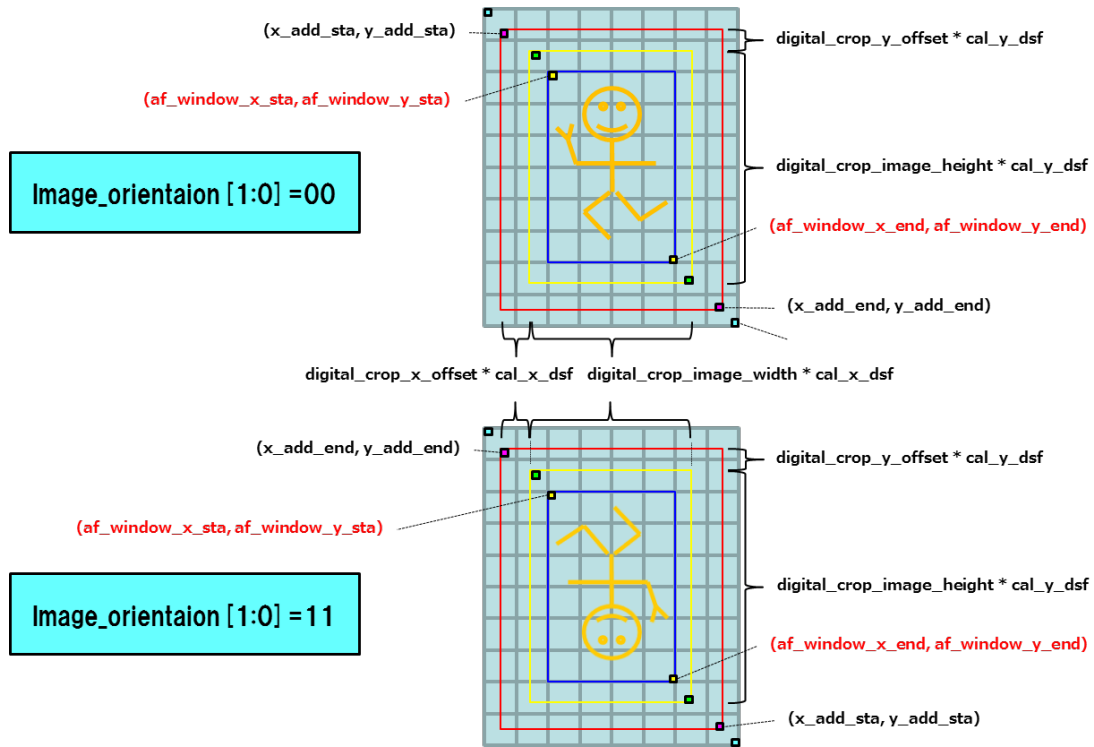 (x_add_sta, y_add_sta)
digital_crop_y_offset * cal_y_dsf
(af_window_x_sta, af_window_y_sta)
digital_crop_image_height * cal_y_dsf
Image_orientaion [1:0] =00
(af_window_x_end, af_window_y_end)
(x_add_end, y_add_end)
digital_crop_x_offset * cal_x_dsf
digital_crop_image_width * cal_x_dsf
(x_add_end, y_add_end)
digital_crop_y_offset * cal_y_dsf
(af_window_x_sta, af_window_y_sta)
digital_crop_image_height * cal_y_dsf
Image_orientaion [1:0] =11
(af_window_x_end, af_window_y_end)
(x_add_sta, y_add_sta)